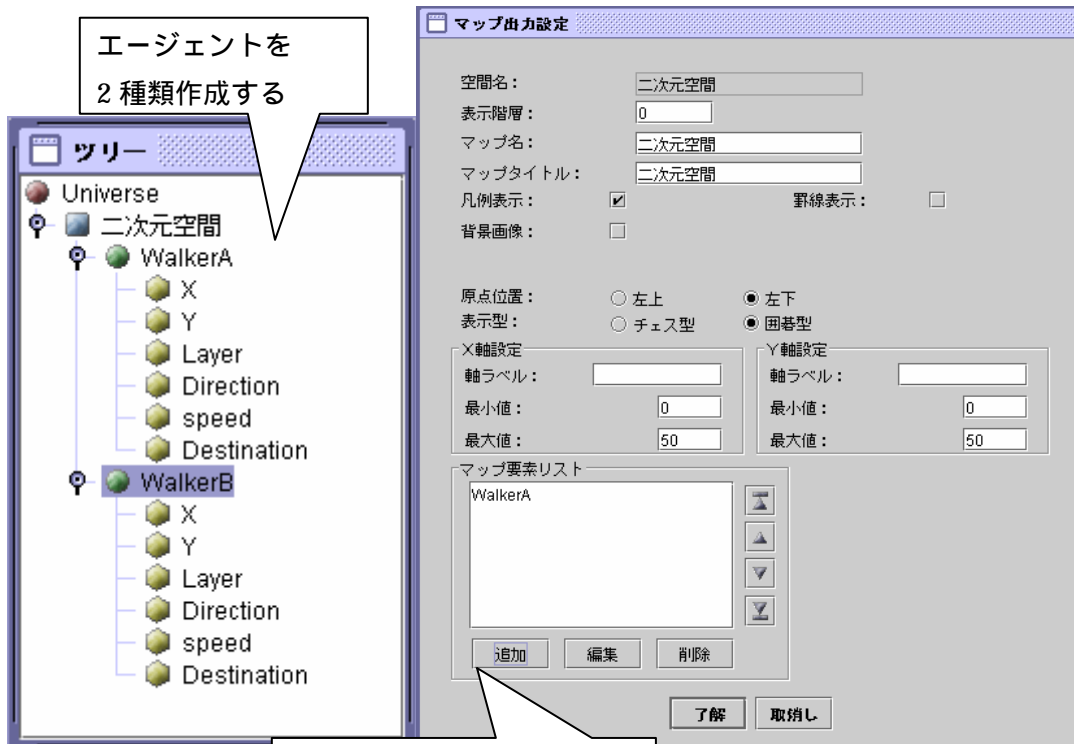 エージェントを
2種類作成する
ツリー
Universe
二次元空間
WalkerA
X
Y
Layer
Direction
speed
Destination
WalkerB
X
Y
Layer
Direction
speed
Destination
マップ出力設定
空間名： 二次元空間
表示階層： 0
マップ名： 二次元空間
マップタイトル： 二次元空間
凡例表示： 罫線表示：
背景画像：
原点位置： 左上 左下
表示型： チェス型 囲碁型
X軸設定 Y軸設定
軸ラベル： 軸ラベル：
最小値： 0 最小値： 0
最大値： 50 最大値： 50
マップ要素リスト
WalkerA
追加 編集 削除
了解 取消し